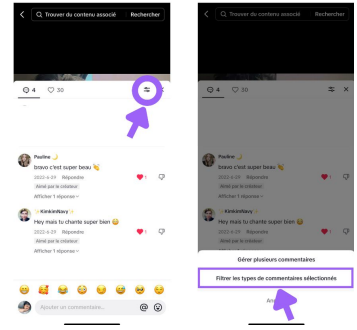 Trouver du contenu associé Rechercher
4 30
Pauline
bravo c'est super beau
2022-6-29 Répondre 1
Aimé par le créateur
Afficher 1 réponse
KimkimNavy
Hey mais tu chante super bien
2022-6-29 Répondre 1
Aimé par le créateur
Afficher 1 réponse
Ajouter un commentaire...
Trouver du contenu associé Rechercher
4 30
Pauline
bravo c'est super beau
2022-6-29 Répondre 1
Aimé par le créateur
Afficher 1 réponse
KimkimNavy
Hey mais tu chante super bien
2022-6-29 Répondre 1
Aimé par le créateur
Afficher 1 réponse
Gérer plusieurs commentaires
Filtrer les types de commentaires sélectionnés